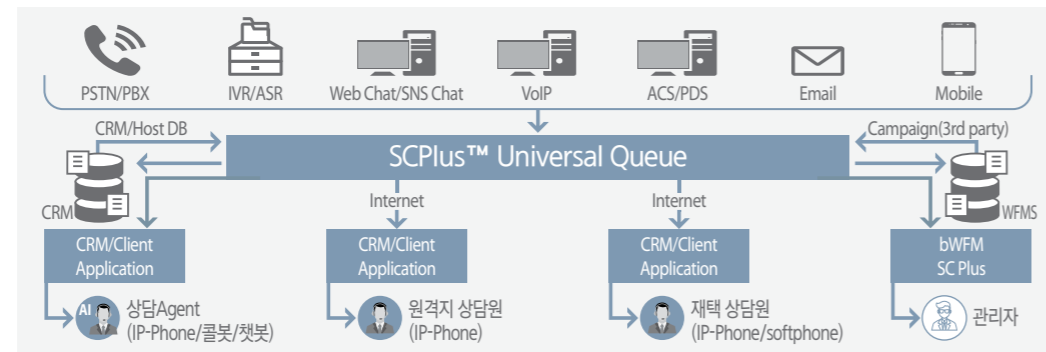 PSTN/PBX
IVR/ASR
Web Chat/SNS Chat
VoIP
ACS/PDS
Email
Mobile
CRM/Host DB
Campaign(3rd party)
SCPlus™ Universal Queue
CRM
Internet
Internet
WFMS
CRM/Client
Application
CRM/Client
Application
CRM/Client
Application
bWFM
SC Plus
AI
상담Agent
(IP-Phone/콜봇/챗봇)
원격지 상담원
(IP-Phone)
재택 상담원
(IP-Phone/softphone)
관리자